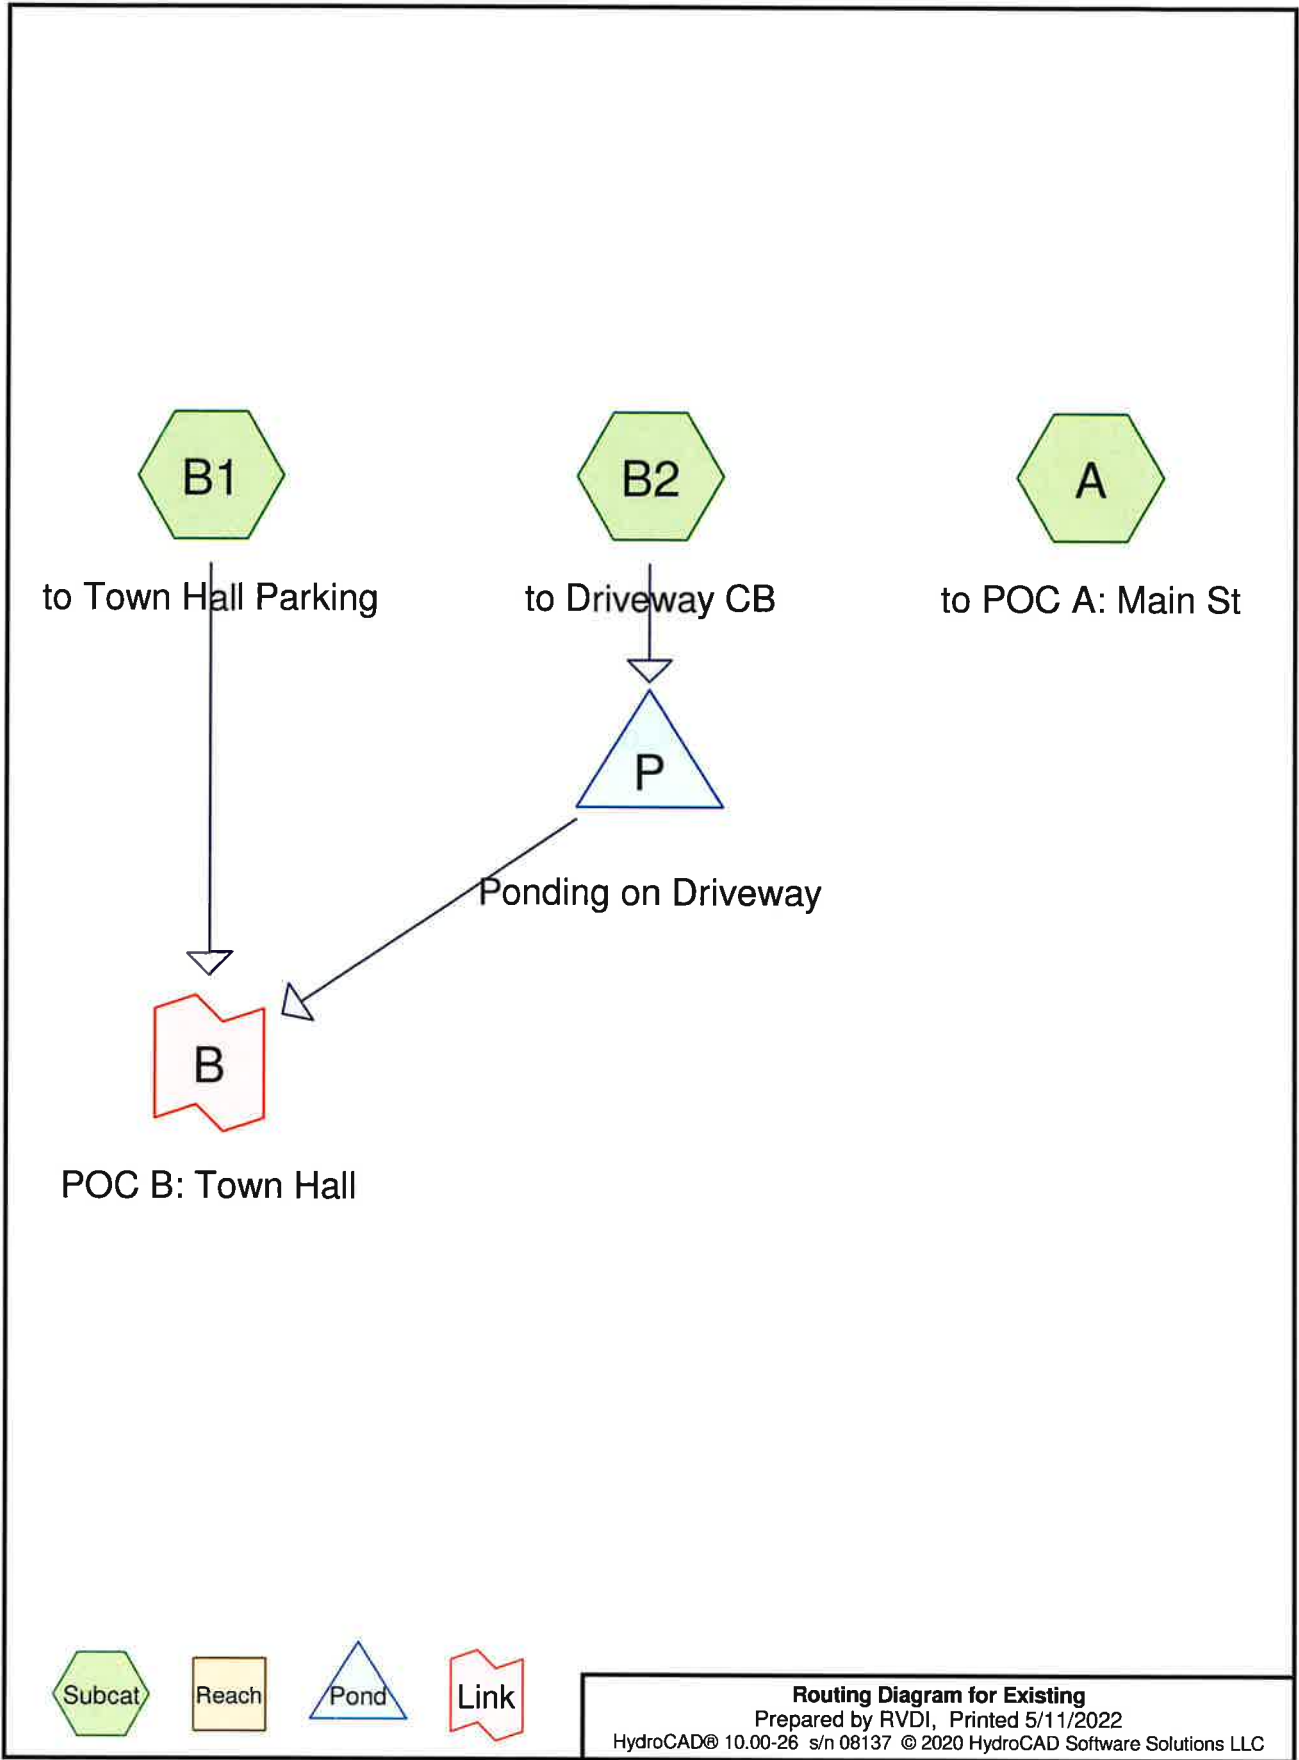 B1
B2
A
to Town Hall Parking
to Driveway CB
to POC A: Main St
P
Ponding on Driveway
B
POC B: Town Hall
Subcat
Reach
Pond
Link
Routing Diagram for Existing
Prepared by RVDI, Printed 5/11/2022
HydroCAD® 10.00-26 s/n 08137 © 2020 HydroCAD Software Solutions LLC